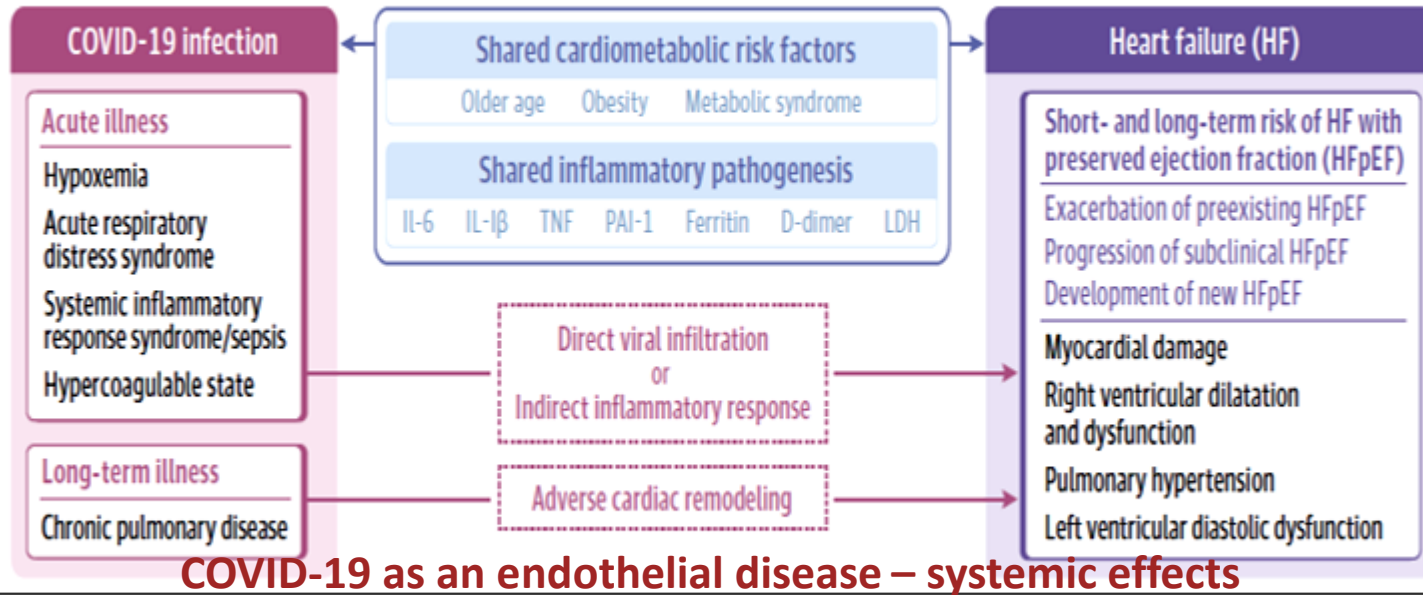 COVID-19 infection
Acute illness
Hypoxemia
Acute respiratory
distress syndrome
Systemic inflammatory
response syndrome/sepsis
Hypercoagulable state
Long-term illness
Chronic pulmonary disease
Shared cardiometabolic risk factors
Older age Obesity Metabolic syndrome
Shared inflammatory pathogenesis
Il-6 IL-Iβ TNF PAI-1 Ferritin D-dimer LDH
Direct viral infiltration
or
Indirect inflammatory response
Adverse cardiac remodeling
Heart failure (HF)
Short- and long-term risk of HF with
preserved ejection fraction (HFpEF)
Exacerbation of preexisting HFpEF
Progression of subclinical HFpEF
Development of new HFpEF
Myocardial damage
Right ventricular dilatation
and dysfunction
Pulmonary hypertension
Left ventricular diastolic dysfunction
COVID-19 as an endothelial disease – systemic effects